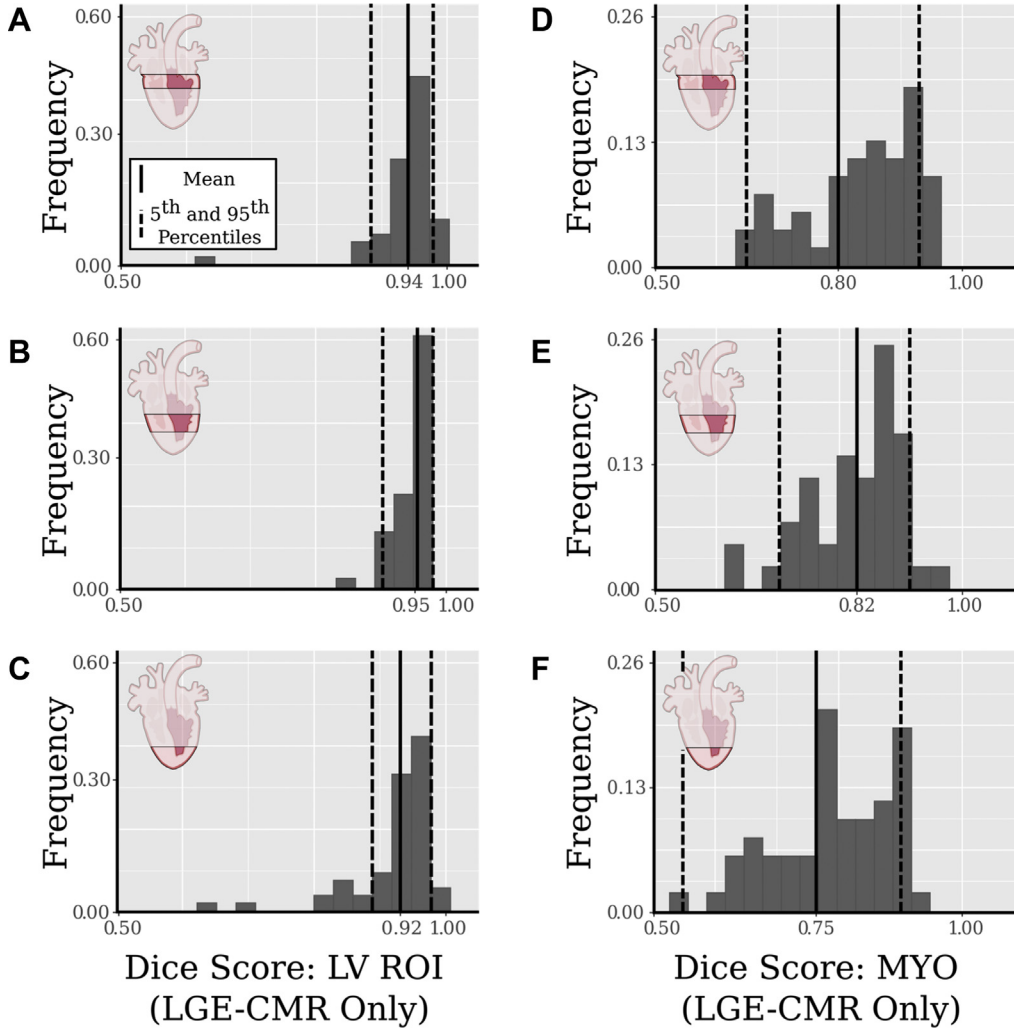 A
0.60
0.30
0.00
Frequency
Mean
5th and 95th
Percentiles
0.50
0.94
1.00
D
0.26
0.13
0.00
Frequency
0.50
0.80
1.00
B
0.60
0.30
0.00
Frequency
0.50
0.95
1.00
E
0.26
0.13
0.00
Frequency
0.50
0.82
1.00
C
0.60
0.30
0.00
Frequency
0.50
0.92
1.00
Dice Score: LV ROI
(LGE-CMR Only)
F
0.26
0.13
0.00
Frequency
0.50
0.75
1.00
Dice Score: MYO
(LGE-CMR Only)